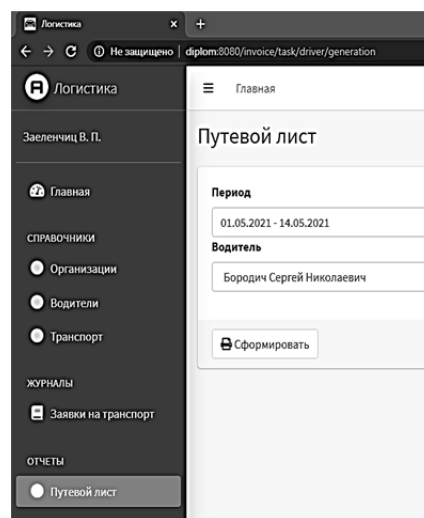 Логистика
Не защищено | diplom:8080/invoice/task/driver/generation
Я Логистика
Главная
Заеленчиц В. П.
Путевой лист
Главная
Период
01.05.2021 - 14.05.2021
СПРАВОЧНИКИ
Водитель
Организации
Бородич Сергей Николаевич
Водители
Транспорт
Сформировать
ЖУРНАЛЫ
Заявки на транспорт
ОТЧЕТЫ
Путевой лист